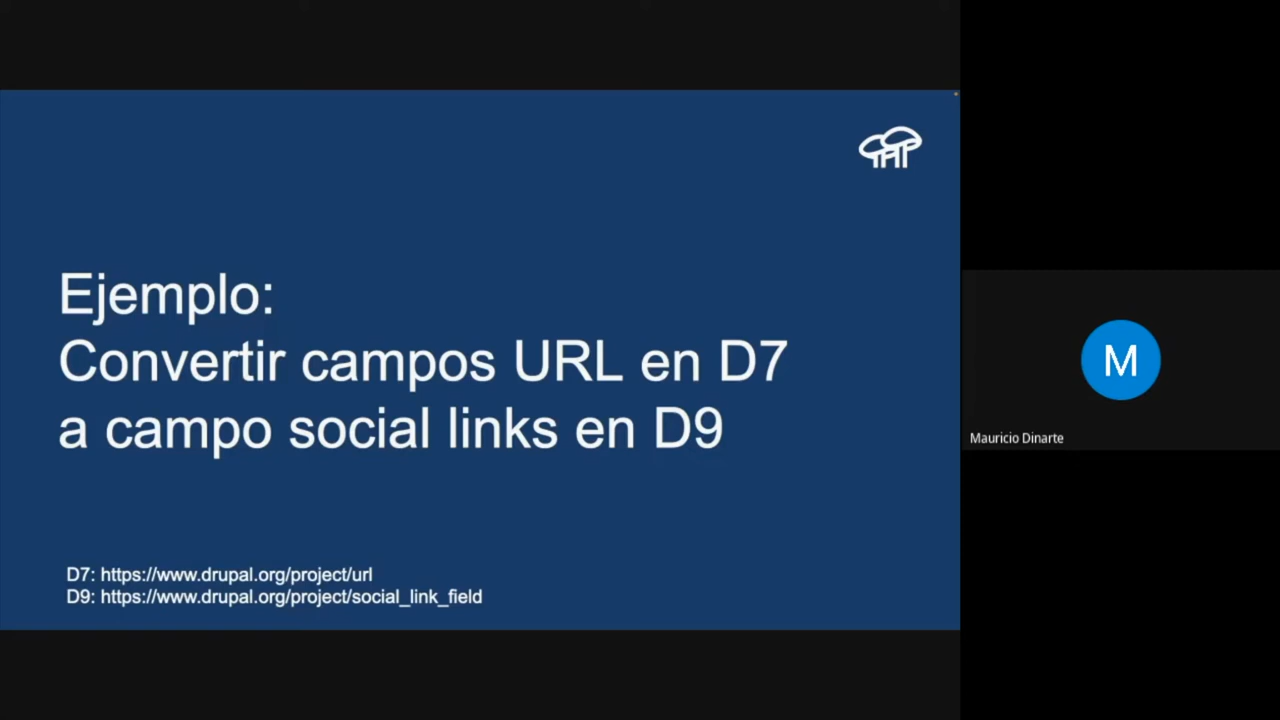 Ejemplo:
Convertir campos URL en D7
a campo social links en D9
D7: https://www.drupal.org/project/url
D9: https://www.drupal.org/project/social_link_field
M
Mauricio Dinarte